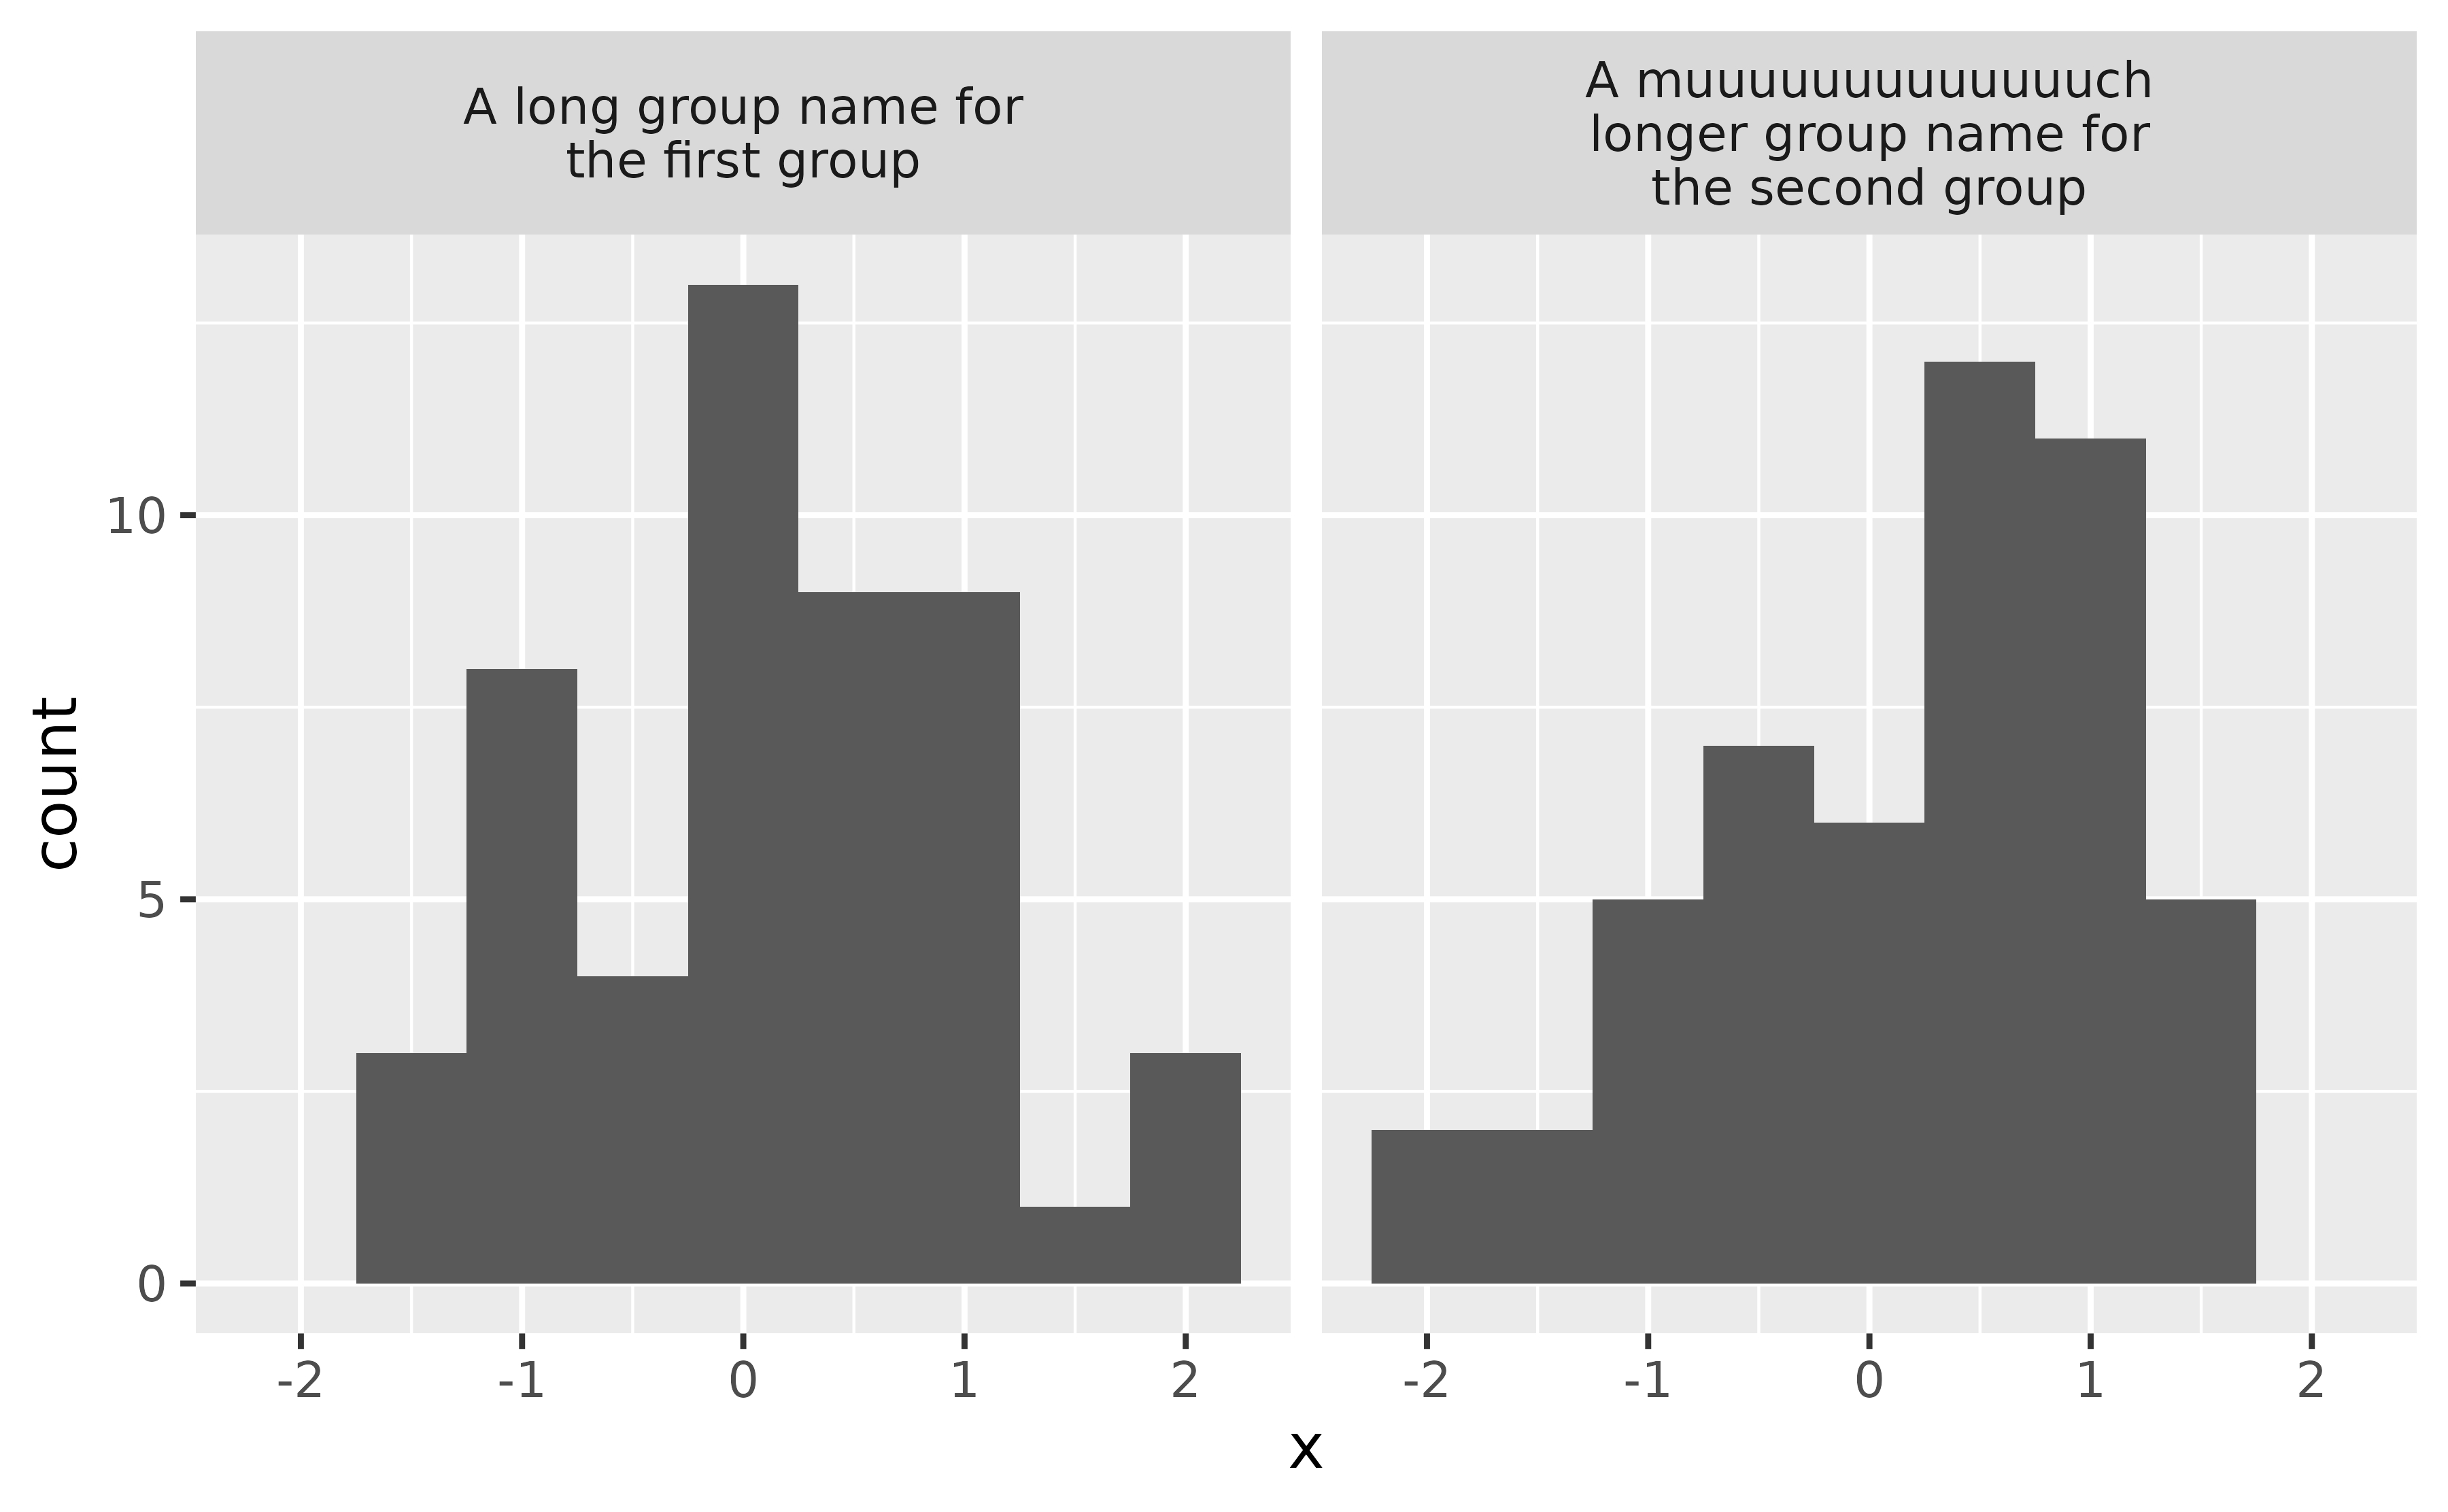 A long group name for
the first group
A muuuuuuuuuuuuuch
longer group name for
the second group
count
10
5
0
-2 -1 0 1 2
-2 -1 0 1 2
x